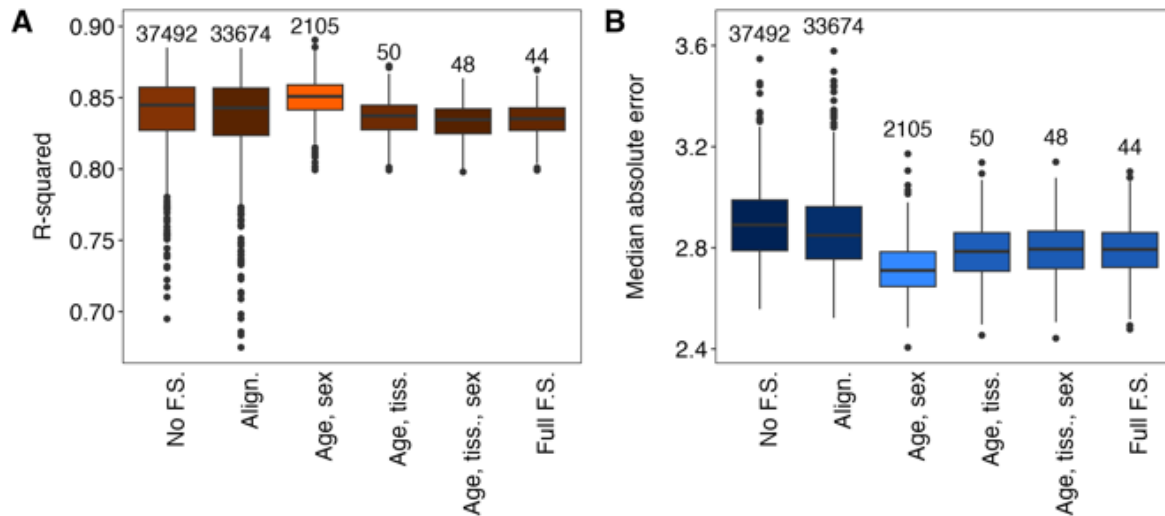 A
B
R-squared
0.90
0.85
0.80
0.75
0.70
37492
33674
2105
50
48
44
No F.S.
Align.
Age, sex
Age, tiss.
Age, tiss., sex
Full F.S.
Median absolute error
3.6
3.2
2.8
2.4
37492
33674
2105
50
48
44
No F.S.
Align.
Age, sex
Age, tiss.
Age, tiss., sex
Full F.S.